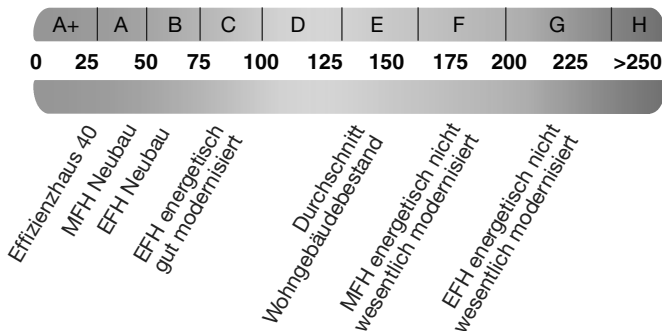 A+ A B C D E F G H
0 25 50 75 100 125 150 175 200 225 >250
Effizienzhaus 40
MFH Neubau
EFH Neubau
EFH energetisch
gut modernisiert
Durchschnitt
Wohngebäudebestand
MFH energetisch nicht
wesentlich modernisiert
EFH energetisch nicht
wesentlich modernisiert